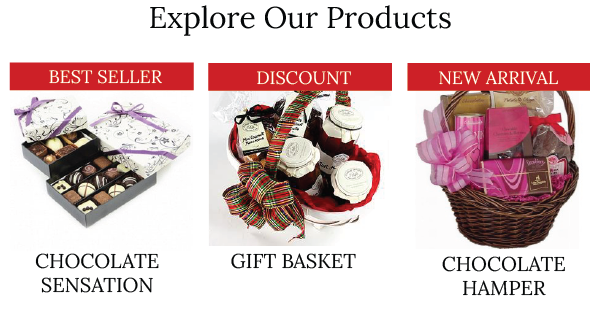 Explore Our Products
BEST SELLER
DISCOUNT
NEW ARRIVAL
CHOCOLATE
SENSATION
GIFT BASKET
CHOCOLATE
HAMPER